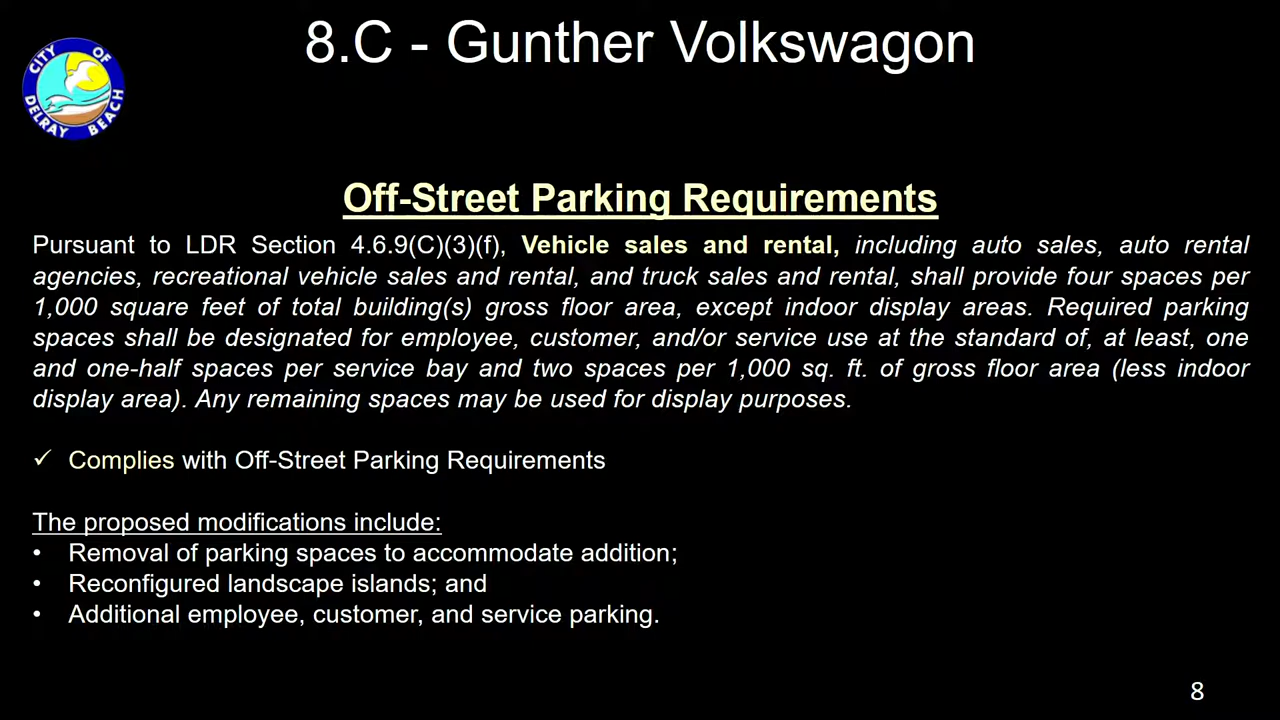 8.C - Gunther Volkswagon
CITY OF
DELRAY BEACH
Off-Street Parking Requirements
Pursuant to LDR Section 4.6.9(C)(3)(f), Vehicle sales and rental, including auto sales, auto rental
agencies, recreational vehicle sales and rental, and truck sales and rental, shall provide four spaces per
1,000 square feet of total building(s) gross floor area, except indoor display areas. Required parking
spaces shall be designated for employee, customer, and/or service use at the standard of, at least, one
and one-half spaces per service bay and two spaces per 1,000 sq. ft. of gross floor area (less indoor
display area). Any remaining spaces may be used for display purposes.
✓ Complies with Off-Street Parking Requirements
The proposed modifications include:
• Removal of parking spaces to accommodate addition;
• Reconfigured landscape islands; and
• Additional employee, customer, and service parking.
8